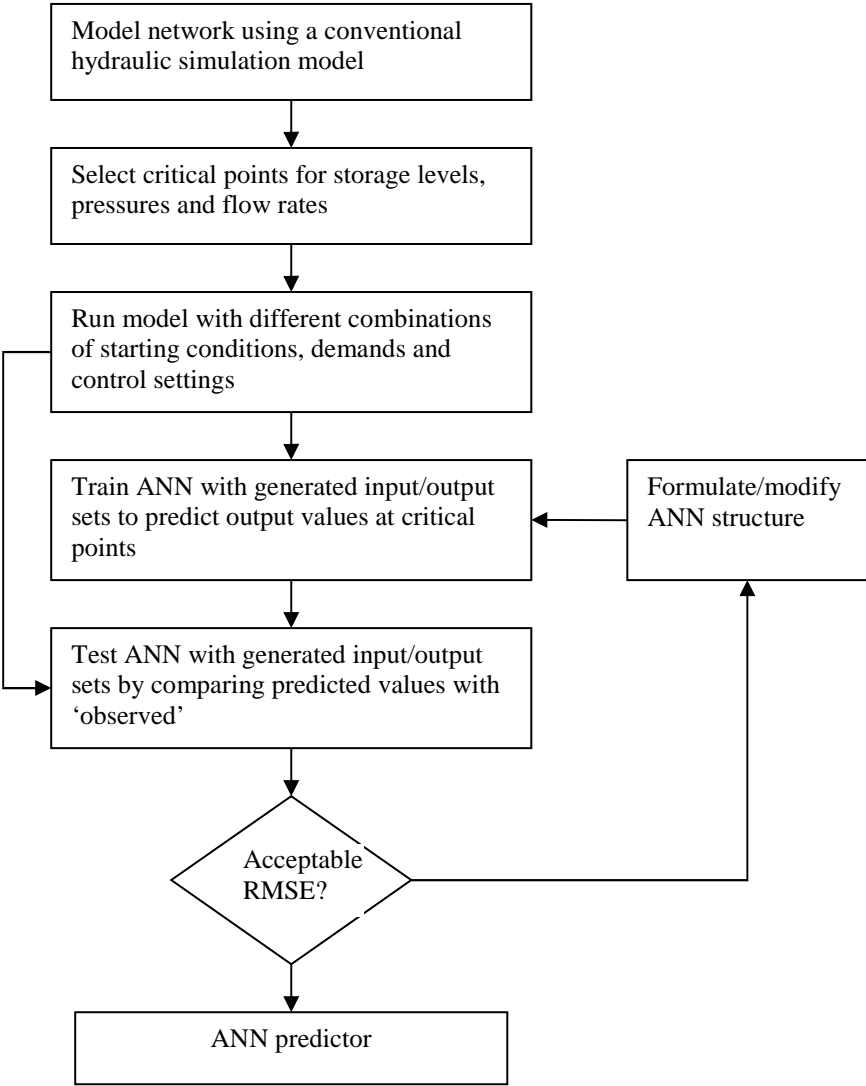 Model network using a conventional
hydraulic simulation model
Select critical points for storage levels,
pressures and flow rates
Run model with different combinations
of starting conditions, demands and
control settings
Train ANN with generated input/output
sets to predict output values at critical
points
Formulate/modify
ANN structure
Test ANN with generated input/output
sets by comparing predicted values with
‘observed’
Acceptable
RMSE?
ANN predictor